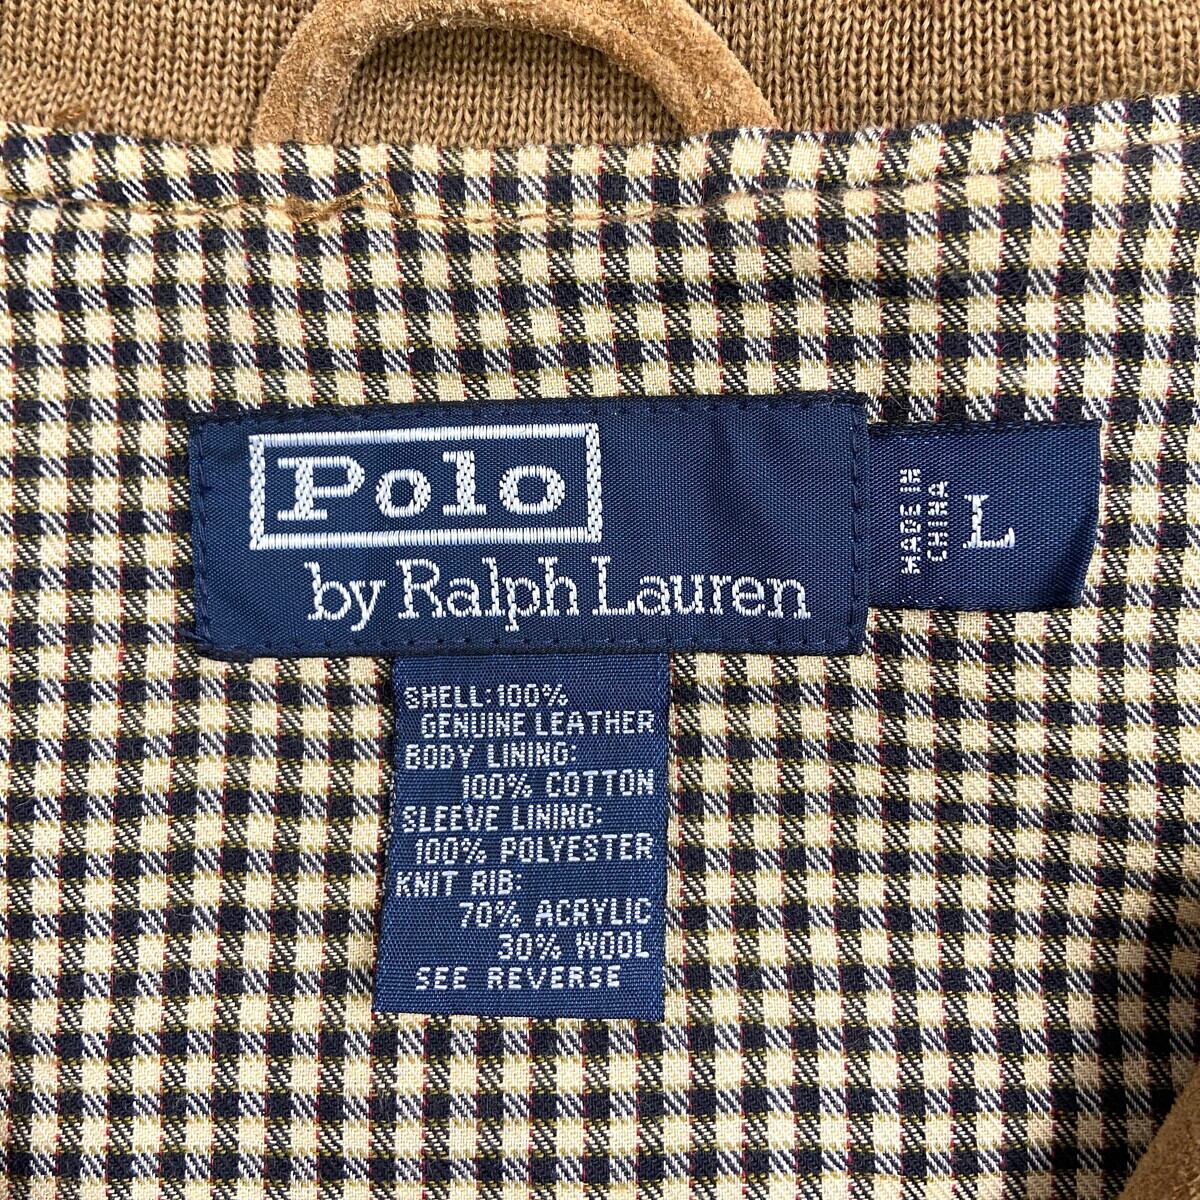 Polo
by Ralph Lauren
MADE IN
CHINA
L
SHELL:100%
GENUINE LEATHER
BODY LINING:
100% COTTON
SLEEVE LINING:
100% POLYESTER
KNIT RIB:
70% ACRYLIC
30% WOOL
SEE REVERSE